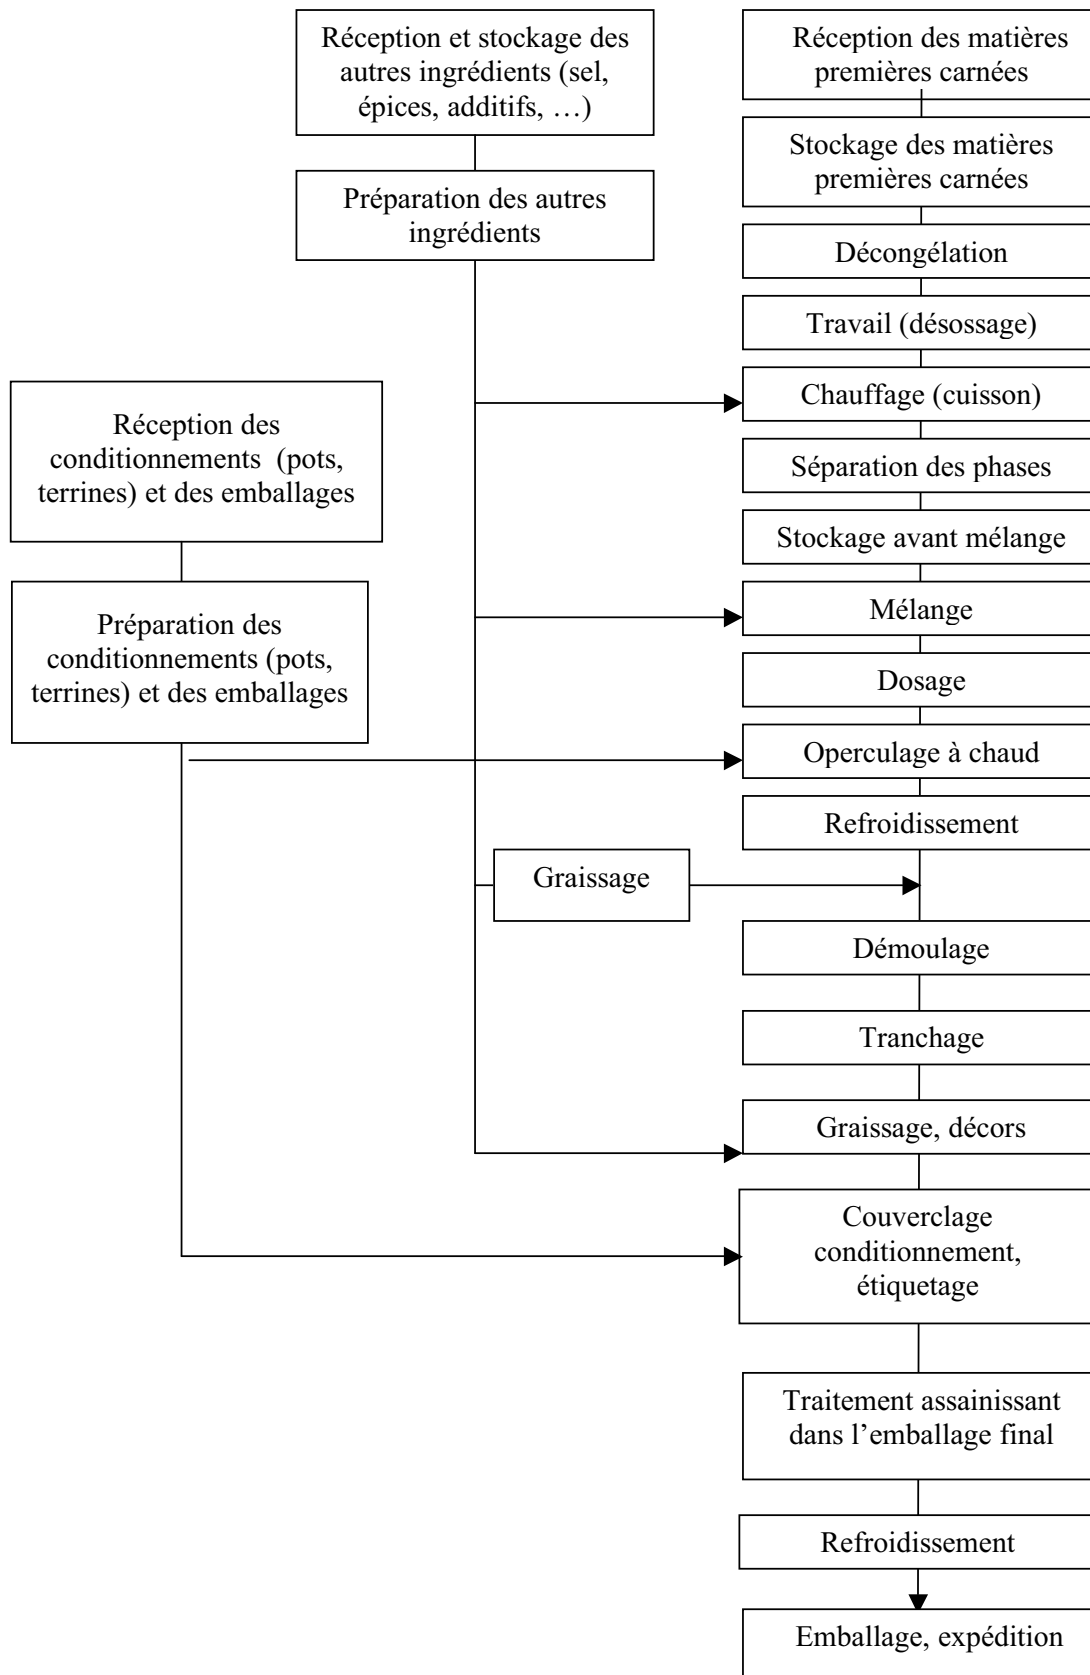 Réception et stockage des
autres ingrédients (sel,
épices, additifs, …)
Réception des matières
premières carnées
Stockage des matières
premières carnées
Préparation des autres
ingrédients
Décongélation
Travail (désossage)
Chauffage (cuisson)
Réception des
conditionnements (pots,
terrines) et des emballages
Séparation des phases
Stockage avant mélange
Mélange
Préparation des
conditionnements (pots,
terrines) et des emballages
Dosage
Operculage à chaud
Refroidissement
Graissage
Démoulage
Tranchage
Graissage, décors
Couverclage
conditionnement,
étiquetage
Traitement assainissant
dans l’emballage final
Refroidissement
Emballage, expédition